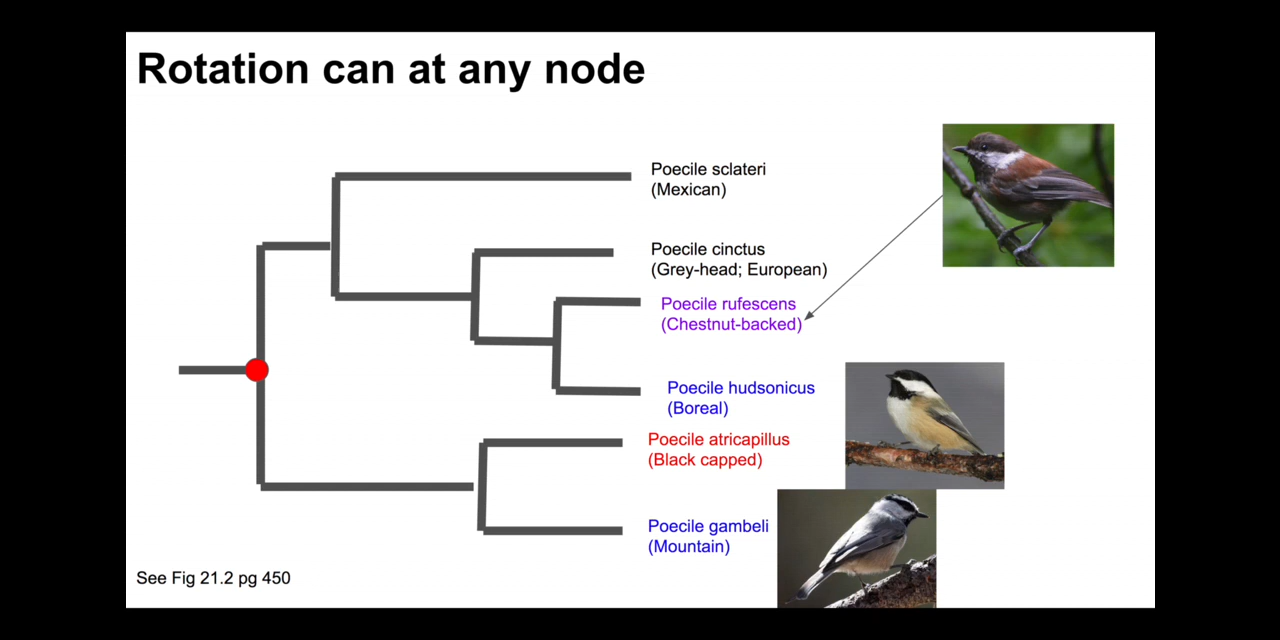 Rotation can at any node
Poecile sclateri
(Mexican)
Poecile cinctus
(Grey-head; European)
Poecile rufescens
(Chestnut-backed)
Poecile hudsonicus
(Boreal)
Poecile atricapillus
(Black capped)
Poecile gambeli
(Mountain)
See Fig 21.2 pg 450